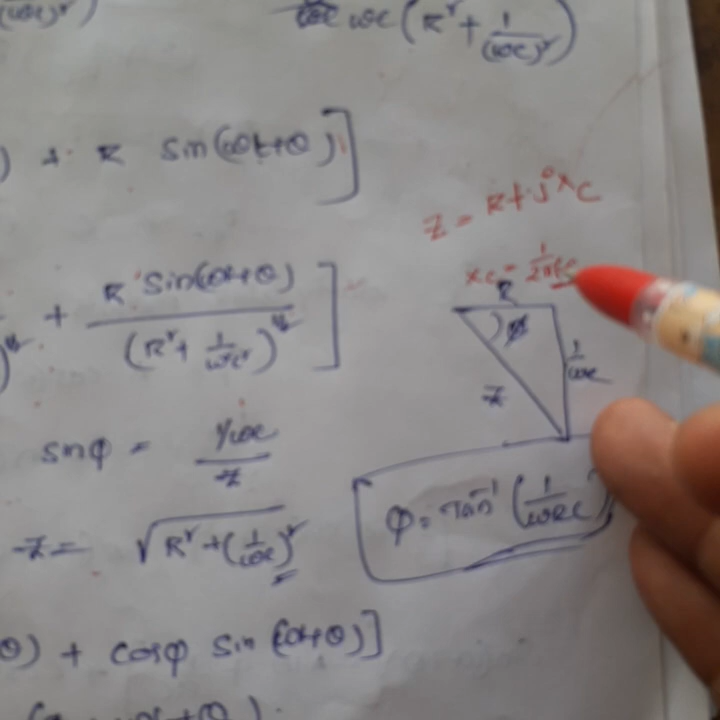 ωc (R² + 1/(ωc)²)
) + R sin(ωt+θ)]
Z = R + jXc
+ R sin(ωt+θ) / (R² + 1/ωc²)^½ ]
Xc = 1/2πfc
R
φ
1/ωc
Z
sinφ = 1/ωc / Z
φ = Tan⁻¹ (1/ωRC)
Z = √R² + (1/ωc)²
θ) + cosφ sin(ωt+θ)]